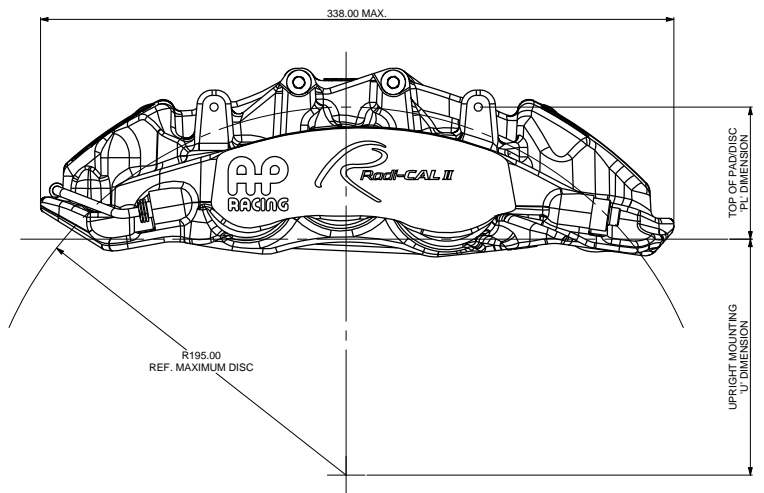 338.00 MAX.
AP
RACING
R
Radi-CAL II
TOP OF PAD/DISC
"PL" DIMENSION
R195.00
REF. MAXIMUM DISC
UPRIGHT MOUNTING
'U' DIMENSION